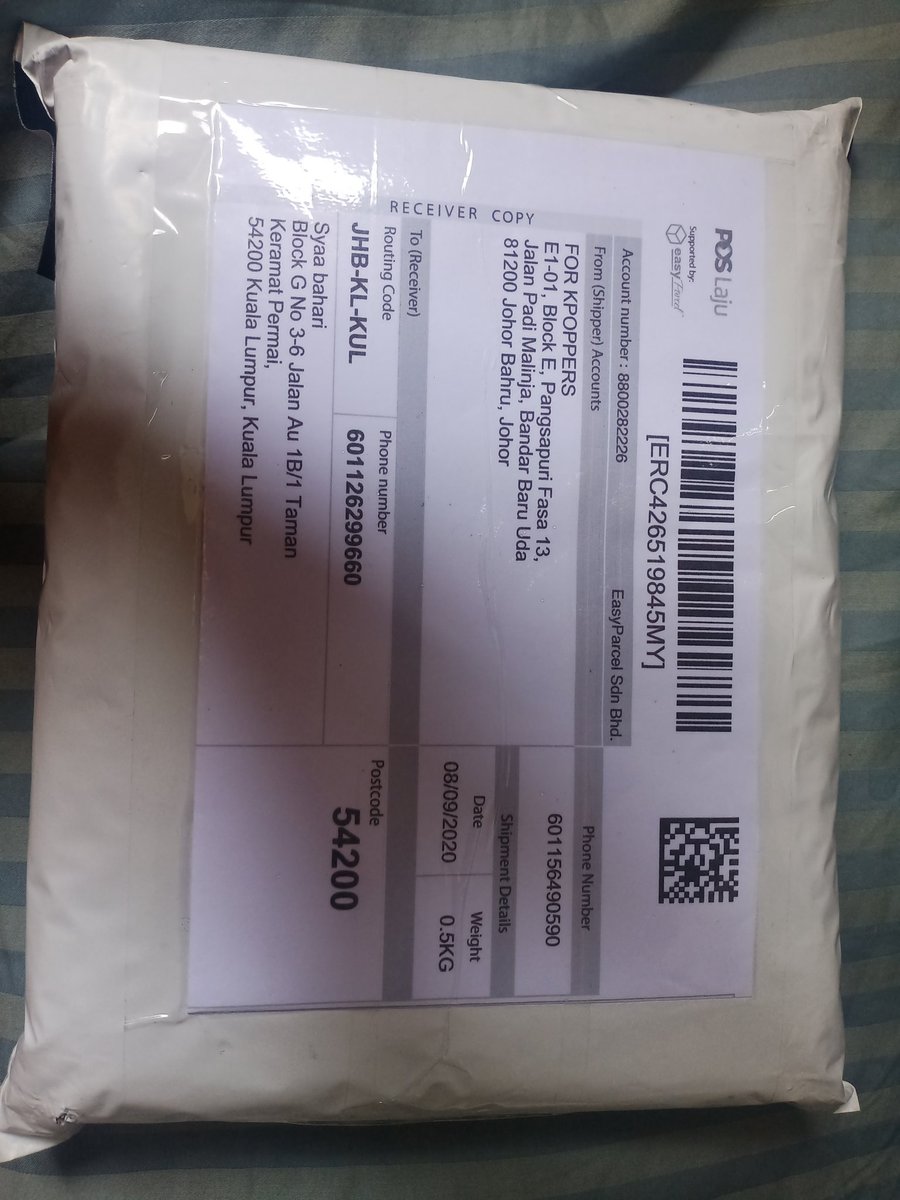 POS Laju
Supported by:
easyParcel
[ERC426519845MY]
Account number : 8800282226
EasyParcel Sdn Bhd.
From (Shipper) Accounts
Phone Number
FOR KPOPPERS
E1-01, Block E, Pangsapuri Fasa 13,
Jalan Padi Malinja, Bandar Baru Uda
81200 Johor Bahru, Johor
601156490590
Shipment Details
Date
Weight
08/09/2020
0.5KG
RECEIVER COPY
To (Receiver)
Routing Code
Phone number
Postcode
JHB-KL-KUL
601126299660
54200
Syaa bahari
Block G No 3-6 Jalan Au 1B/1 Taman
Keramat Permai,
54200 Kuala Lumpur, Kuala Lumpur